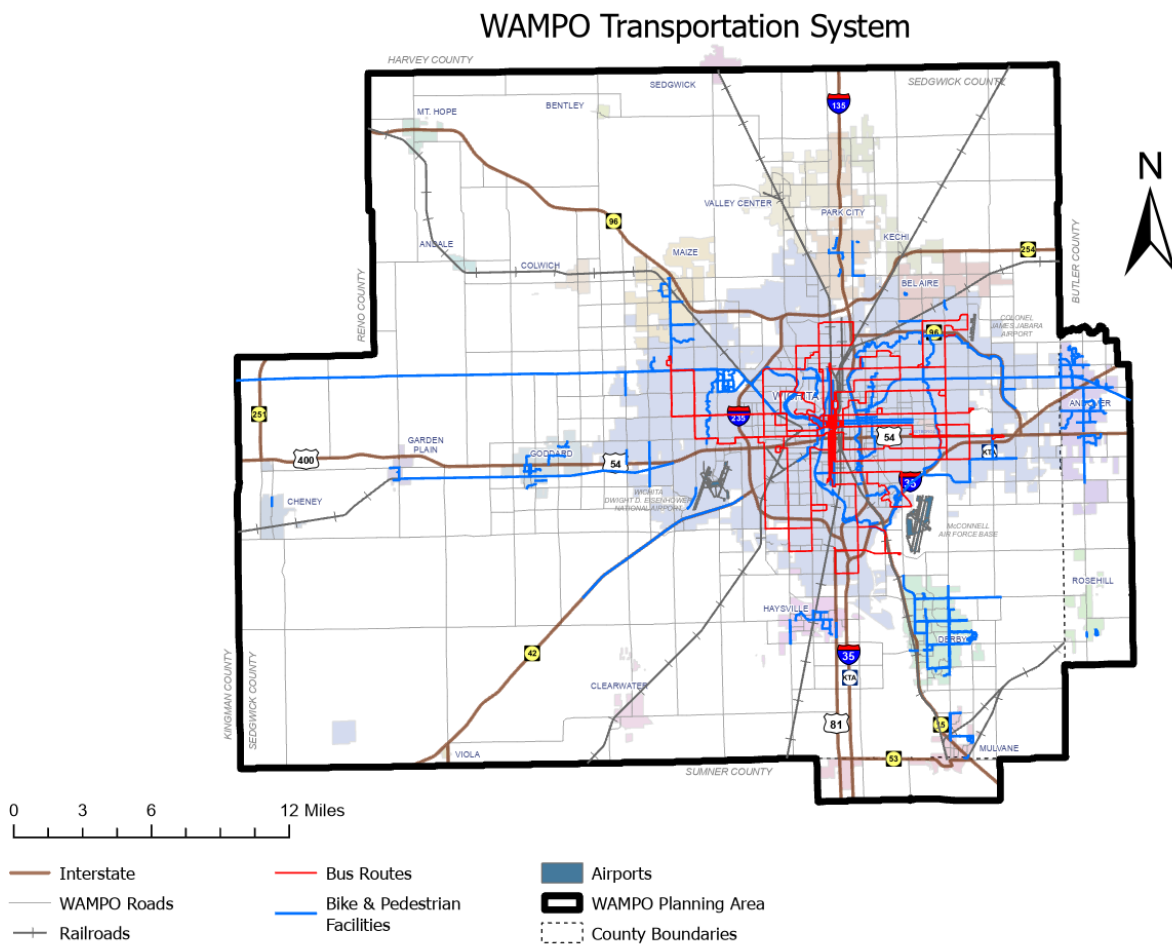 WAMPO Transportation System
HARVEY COUNTY
SEDGWICK
SEDGWICK COUNTY
135
BENTLEY
MT. HOPE
N
VALLEY CENTER
PARK CITY
96
KECHI
ANDALE
COLWICH
MAIZE
254
BUTLER COUNTY
RENO COUNTY
BEL AIRE
COLONEL
JAMES JABARA
AIRPORT
96
WICHITA
ANDOVER
251
235
54
400
GARDEN
PLAIN
GODDARD
54
KTA
35
CHENEY
WICHITA
DWIGHT D. EISENHOWER
NATIONAL AIRPORT
McCONNELL
AIR FORCE BASE
ROSEHILL
HAYSVILLE
DERBY
42
35
KTA
KINGMAN COUNTY
SEDGWICK COUNTY
CLEARWATER
81
15
VIOLA
MULVANE
53
SUMNER COUNTY
0 3 6 12 Miles
Interstate
WAMPO Roads
Railroads
Bus Routes
Bike & Pedestrian
Facilities
Airports
WAMPO Planning Area
County Boundaries